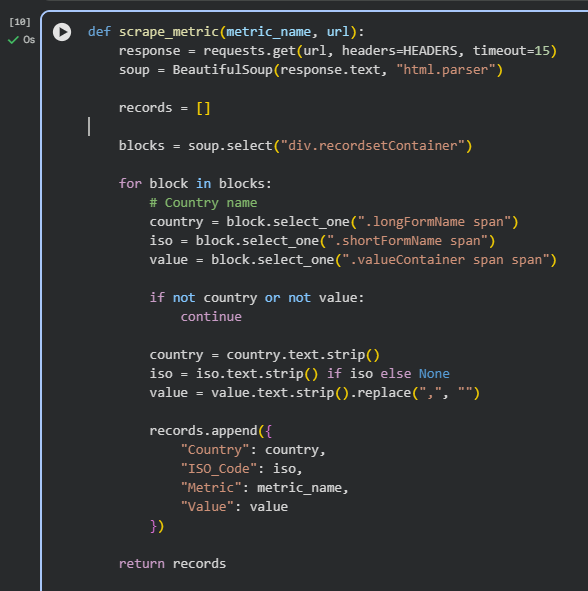 [10]
0s
def scrape_metric(metric_name, url):
    response = requests.get(url, headers=HEADERS, timeout=15)
    soup = BeautifulSoup(response.text, "html.parser")
    records = []
    blocks = soup.select("div.recordsetContainer")
    for block in blocks:
        # Country name
        country = block.select_one(".longFormName span")
        iso = block.select_one(".shortFormName span")
        value = block.select_one(".valueContainer span span")
        if not country or not value:
            continue
        country = country.text.strip()
        iso = iso.text.strip() if iso else None
        value = value.text.strip().replace(",", "")
        records.append({
            "Country": country,
            "ISO_Code": iso,
            "Metric": metric_name,
            "Value": value
        })
    return records